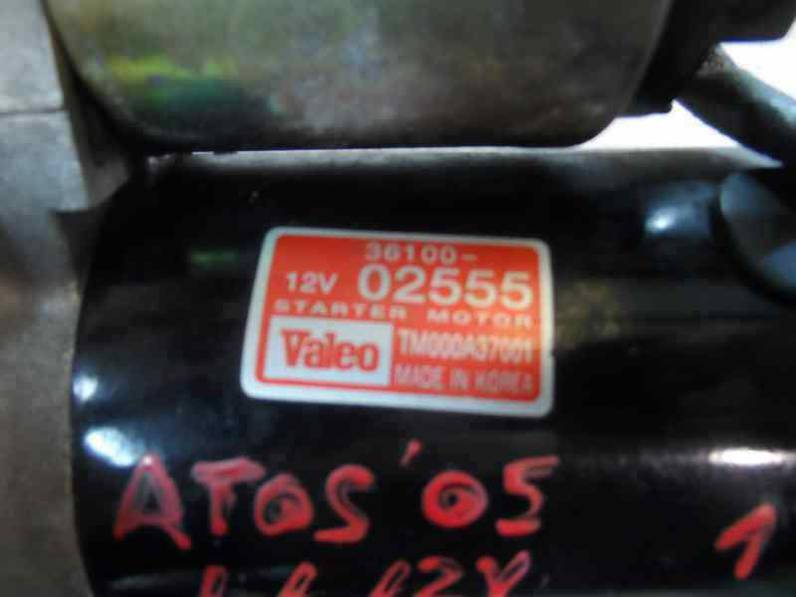 36100-
12V 02555
STARTER MOTOR
Valeo TM000A37001
MADE IN KOREA
ATOS '05
1